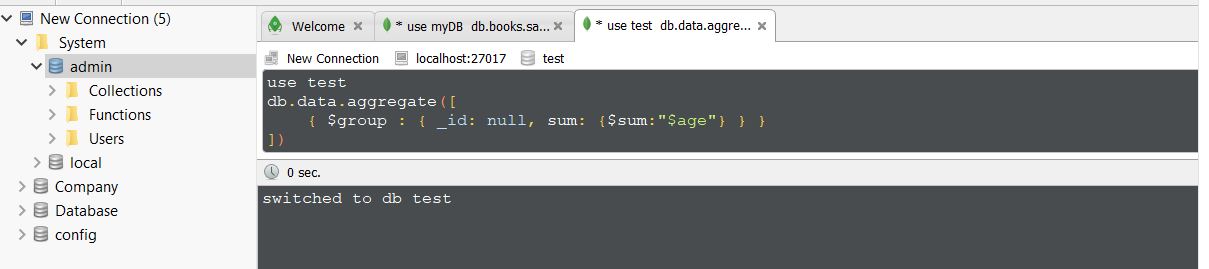 New Connection (5)
System
admin
Collections
Functions
Users
local
Company
Database
config
Welcome
* use myDB db.books.sa...
* use test db.data.aggre...
New Connection localhost:27017 test
use test
db.data.aggregate([
{ $group : { _id: null, sum: {$sum:"$age"} } }
])
0 sec.
switched to db test